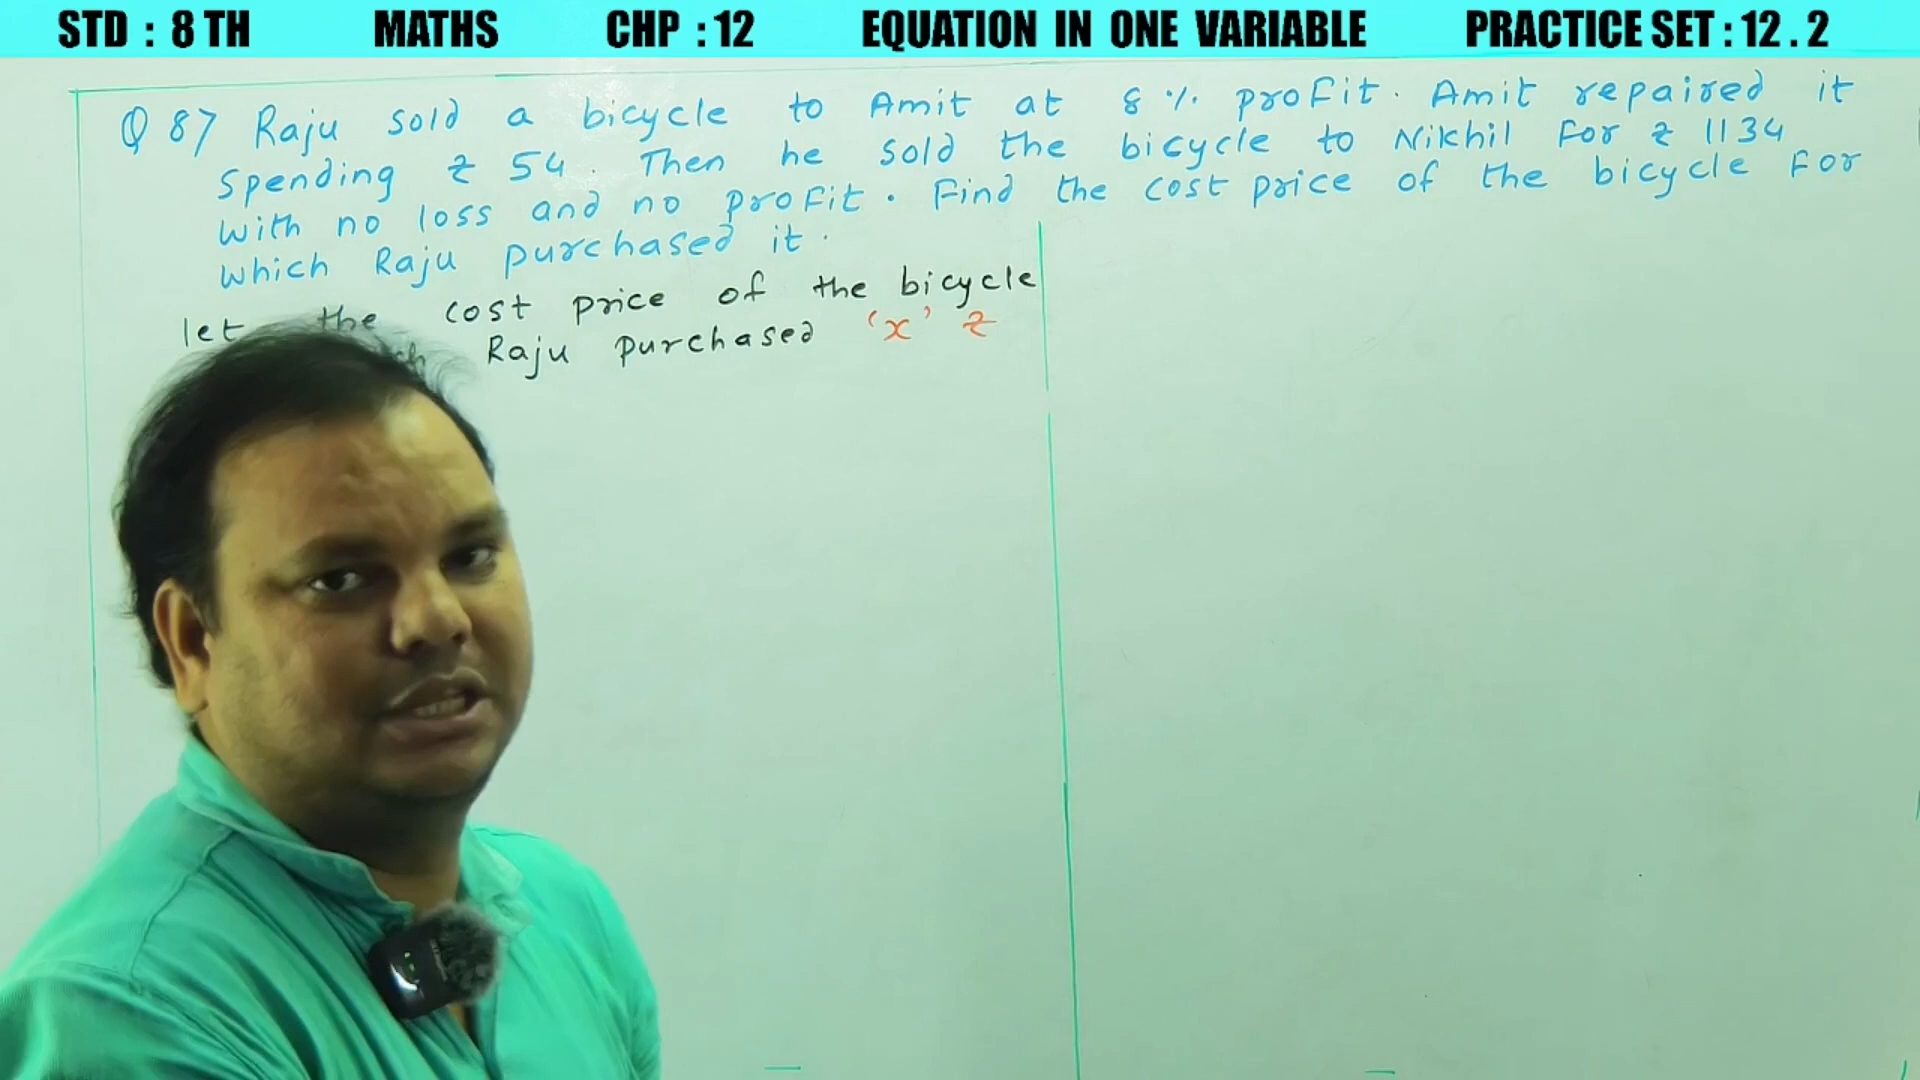 STD : 8 TH MATHS CHP : 12 EQUATION IN ONE VARIABLE PRACTICE SET : 12 . 2
Q 8) Raju sold a bicycle to Amit at 8 % profit. Amit repaired it
spending ₹ 54. Then he sold the bicycle to Nikhil for ₹ 1134
with no loss and no profit. Find the cost price of the bicycle for
which Raju purchased it.
let the cost price of the bicycle
Raju purchased 'x' ₹